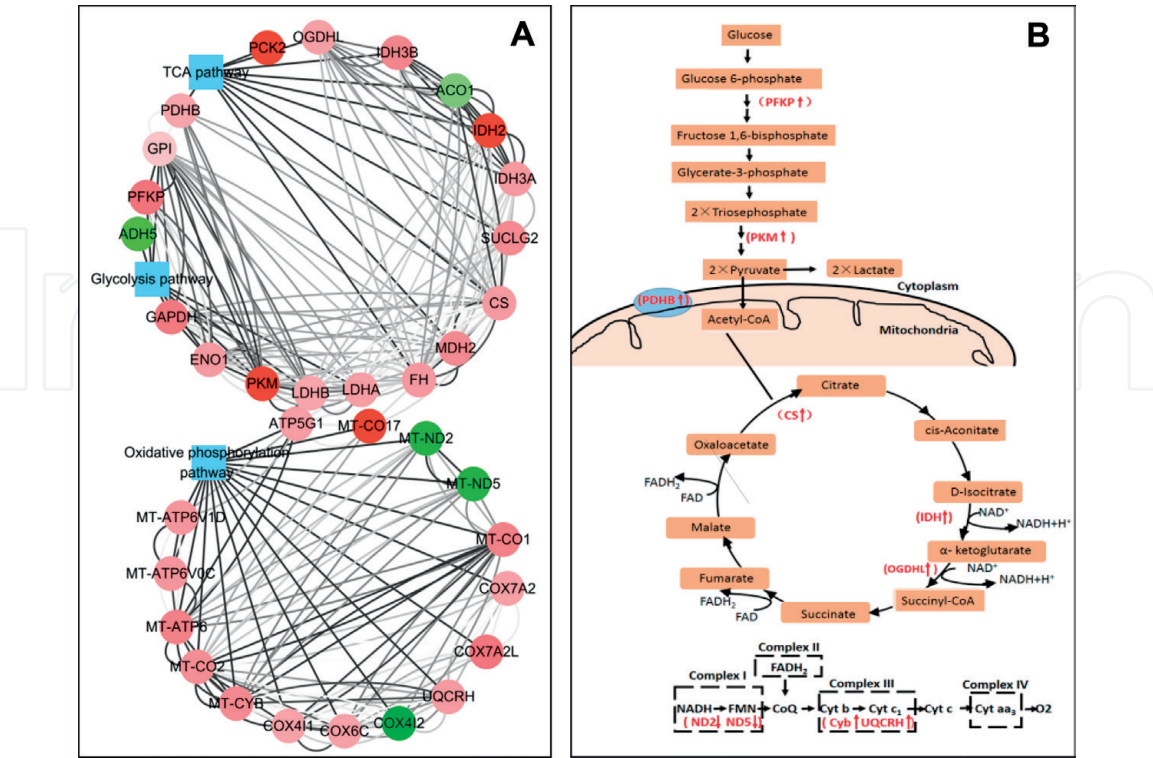 A
PCK2
OGDHL
IDH3B
TCA pathway
ACO1
PDHB
IDH2
GPI
IDH3A
PFKP
ADH5
SUCLG2
Glycolysis pathway
CS
GAPDH
MDH2
ENO1
FH
PKM
LDHB
LDHA
ATP5G1
MT-CO17
MT-ND2
Oxidative phosphorylation
pathway
MT-ND5
MT-ATP6V1D
MT-CO1
MT-ATP6V0C
COX7A2
MT-ATP6
COX7A2L
MT-CO2
MT-CYB
UQCRH
COX4I1
COX6C
COX4I2
B
Glucose
Glucose 6-phosphate
(PFKP↑)
Fructose 1,6-bisphosphate
Glycerate-3-phosphate
2×Triosephosphate
(PKM↑)
2×Pyruvate
2×Lactate
Cytoplasm
(PDHB↑)
Acetyl-CoA
Mitochondria
Citrate
(CS↑)
cis-Aconitate
Oxaloacetate
FADH2
FAD
D-Isocitrate
(IDH↑)
NAD+
NADH+H+
Malate
α- ketoglutarate
(OGDHL↑)
NAD+
NADH+H+
Fumarate
FADH2
FAD
Succinyl-CoA
Succinate
Complex II
FADH2
Complex I
Complex III
Complex IV
NADH → FMN → CoQ → Cyt b → Cyt c1 → Cyt c → Cyt aa3 → O2
( ND2↓ ND5↓)
( Cyb↑ UQCRH↑)